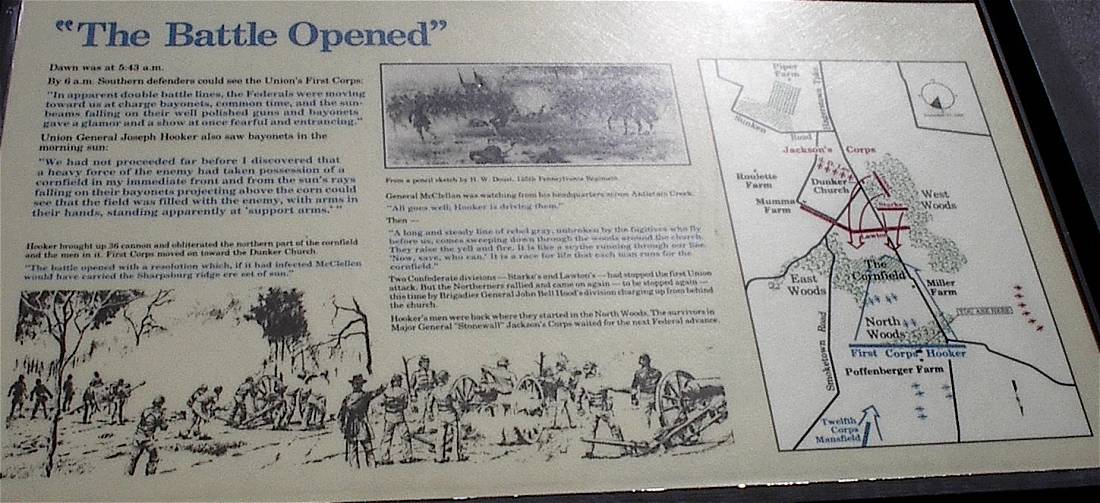 "The Battle Opened"
Dawn was at 5:43 a.m.
By 6 a.m. Southern defenders could see the Union's First Corps:
"In apparent double battle lines, the Federals were moving
toward us at charge bayonets, common time, and the sun-
beams falling on their well polished guns and bayonets
gave a glamor and a show at once fearful and entrancing."
Union General Joseph Hooker also saw bayonets in the
morning sun:
"We had not proceeded far before I discovered that
a heavy force of the enemy had taken possession of a
cornfield in my immediate front and from the sun's rays
falling on their bayonets projecting above the corn could
see that the field was filled with the enemy, with arms in
their hands, standing apparently at 'support arms.' "
Hooker brought up 36 cannon and obliterated the northern part of the cornfield
and the men in it. First Corps moved on toward the Dunker Church.
"The battle opened with a resolution which, if it had infected McClellan
would have carried the Sharpsburg ridge ere set of sun."
From a pencil sketch by H. W. Pennsylvania Regiment.
General McClellan was watching from his headquarters across Antietam Creek.
"All goes well; Hooker is driving them."
Then —
"A long and steady line of rebel gray, unbroken by the fugitives who fly
before us, comes sweeping down through the woods around the church.
They raise the yell and fire. It is like a scythe running through our line.
'Now, save, who can.' It is a race for life that each man runs for the
cornfield."
Two Confederate divisions — Starke's and Lawton's — had stopped the first Union
attack. But the Northerners rallied and came on again — to be stopped again —
this time by Brigadier General John Bell Hood's division charging up from behind
the church.
Hooker's men were back where they started in the North Woods. The survivors in
Major General "Stonewall" Jackson's Corps waited for the next Federal advance.
Piper
Farm
Hagerstown Pike
Sunken
Road
Jackson's Corps
Roulette
Farm
Dunker
Church
West
Woods
Mumma
Farm
Starke
Lawton
The
Cornfield
East
Woods
Miller
Farm
YOU ARE HERE
North
Woods
First Corps Hooker
Smoketown Road
Poffenberger Farm
Twelfth
Corps
Mansfield